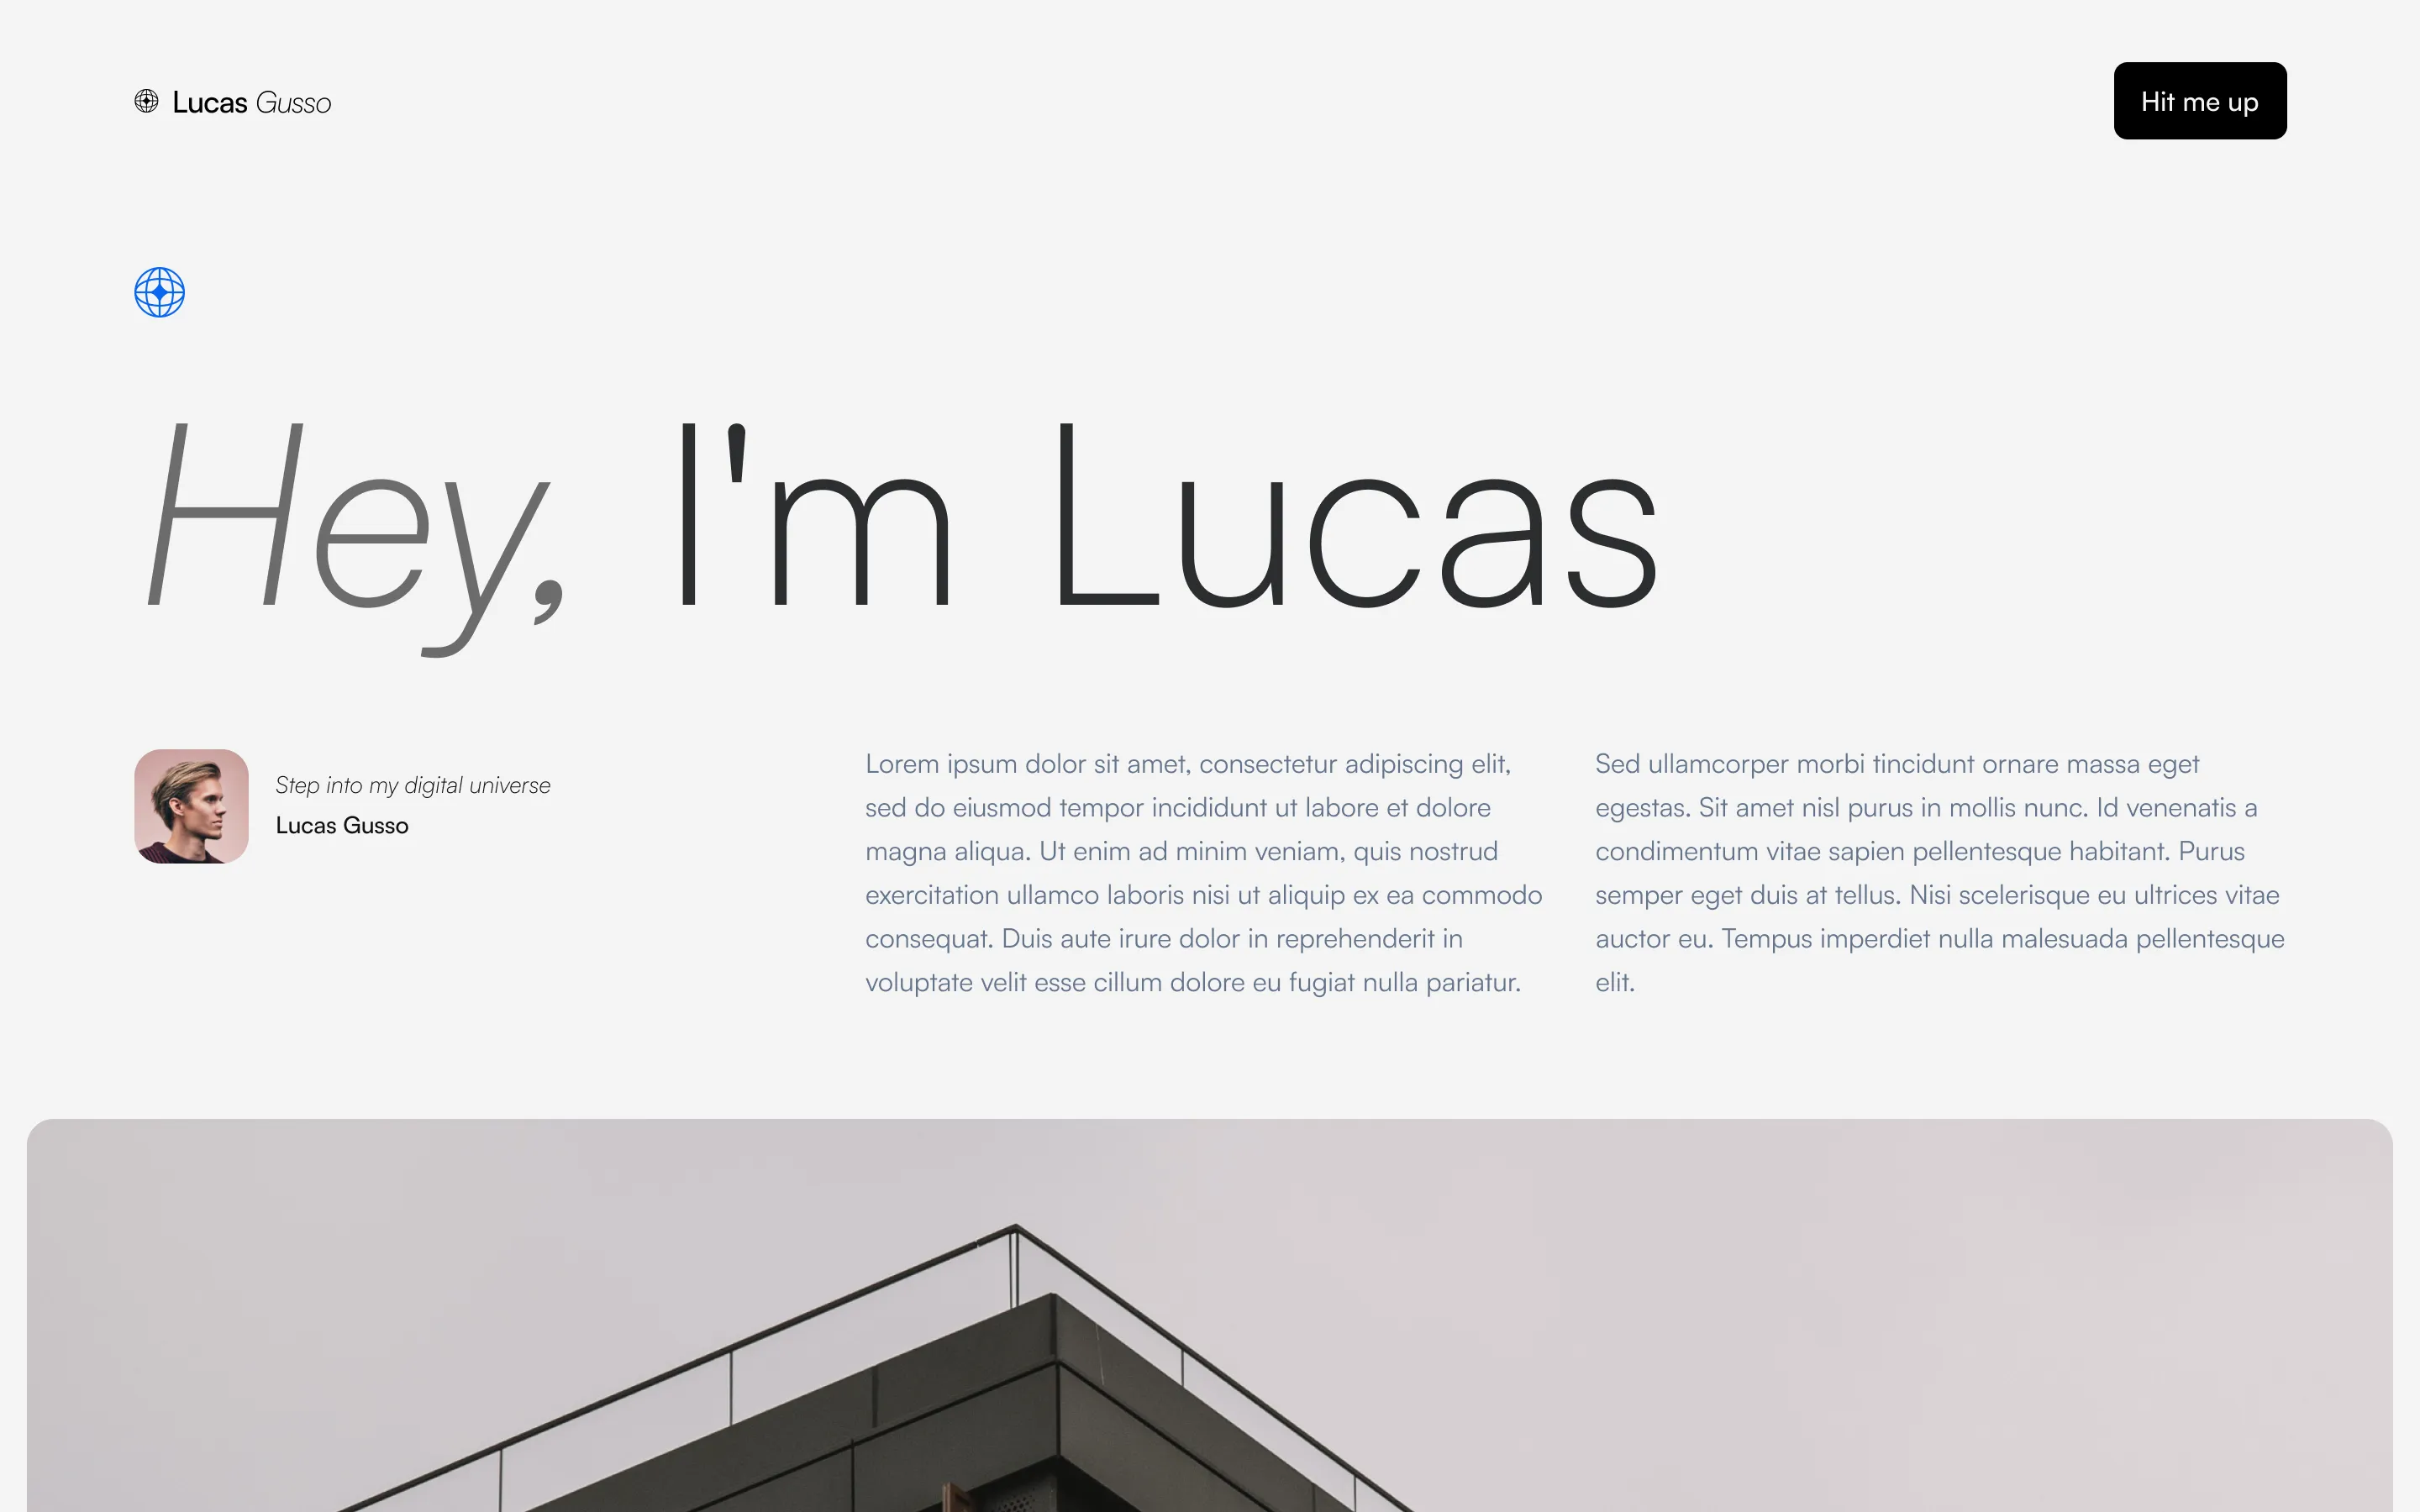 Lucas Gusso
Hit me up
Hey, I'm Lucas
Step into my digital universe
Lucas Gusso
Lorem ipsum dolor sit amet, consectetur adipiscing elit,
sed do eiusmod tempor incididunt ut labore et dolore
magna aliqua. Ut enim ad minim veniam, quis nostrud
exercitation ullamco laboris nisi ut aliquip ex ea commodo
consequat. Duis aute irure dolor in reprehenderit in
voluptate velit esse cillum dolore eu fugiat nulla pariatur.
Sed ullamcorper morbi tincidunt ornare massa eget
egestas. Sit amet nisl purus in mollis nunc. Id venenatis a
condimentum vitae sapien pellentesque habitant. Purus
semper eget duis at tellus. Nisi scelerisque eu ultrices vitae
auctor eu. Tempus imperdiet nulla malesuada pellentesque
elit.